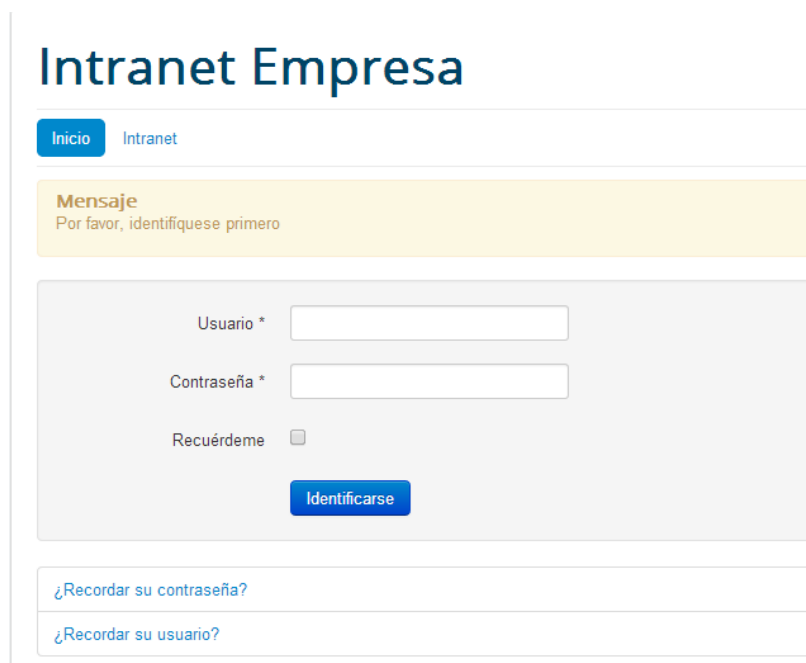 Intranet Empresa
Inicio Intranet
Mensaje
Por favor, identifíquese primero
Usuario *
Contraseña *
Recuérdeme
Identificarse
¿Recordar su contraseña?
¿Recordar su usuario?